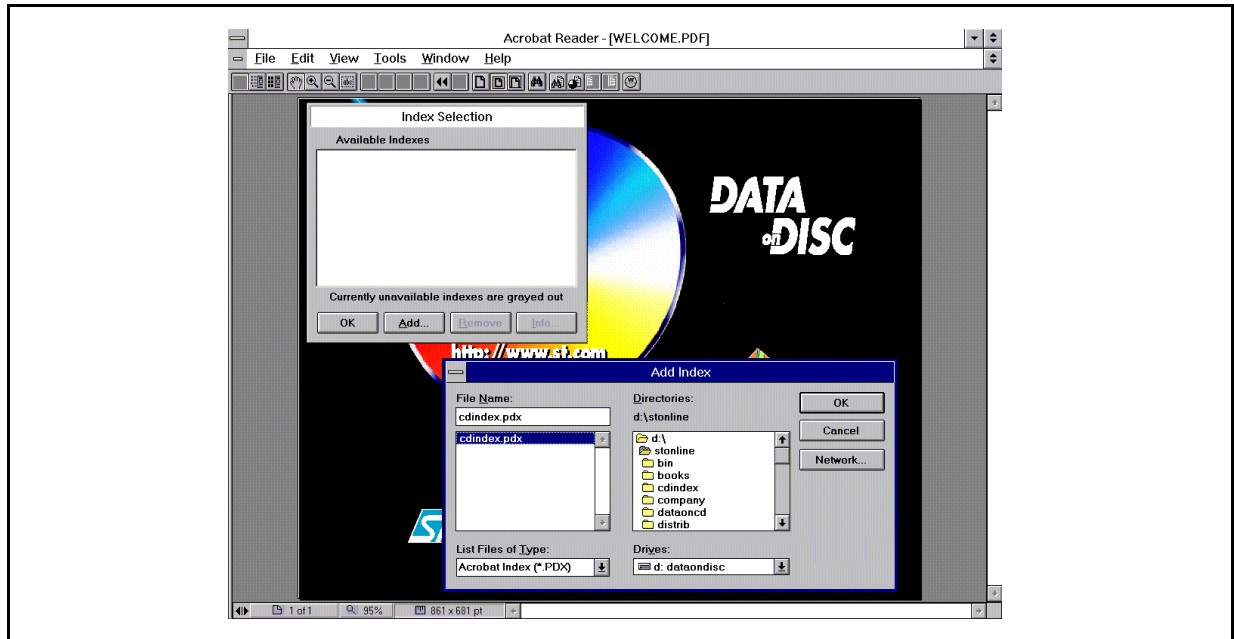 Acrobat Reader - [WELCOME.PDF]
File Edit View Tools Window Help
Index Selection
Available Indexes
Currently unavailable indexes are grayed out
OK Add... Remove Info...
DATA
on DISC
http://www.st.com
Add Index
File Name:
cdindex.pdx
cdindex.pdx
List Files of Type:
Acrobat Index (*.PDX)
Directories:
d:\stonline
d:\
stonline
bin
books
cdindex
company
dataoncd
distrib
Drives:
d: dataondisc
OK
Cancel
Network...
1 of 1 95% 861 x 681 pt